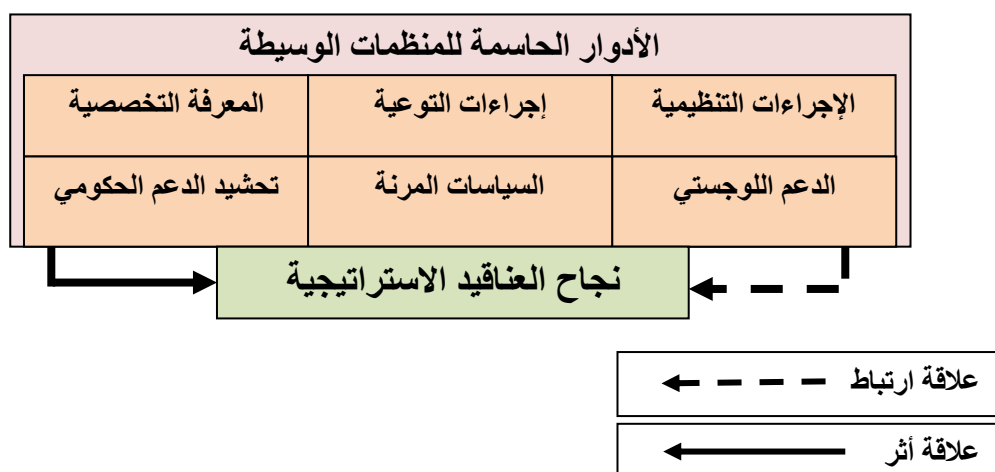 الأدوار الحاسمة للمنظمات الوسيطة
الإجراءات التنظيمية
إجراءات التوعية
المعرفة التخصصية
الدعم اللوجستي
السياسات المرنة
تحشيد الدعم الحكومي
نجاح العناقيد الاستراتيجية
علاقة ارتباط
علاقة أثر